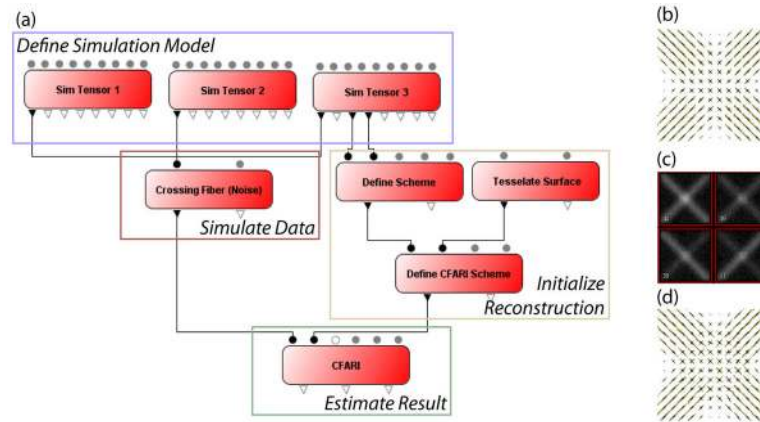 (a)
Define Simulation Model
Sim Tensor 1
Sim Tensor 2
Sim Tensor 3
Crossing Fiber (Noise)
Simulate Data
Define Scheme
Tesselate Surface
Define CFARI Scheme
Initialize
Reconstruction
CFARI
Estimate Result
(b)
(c)
(d)